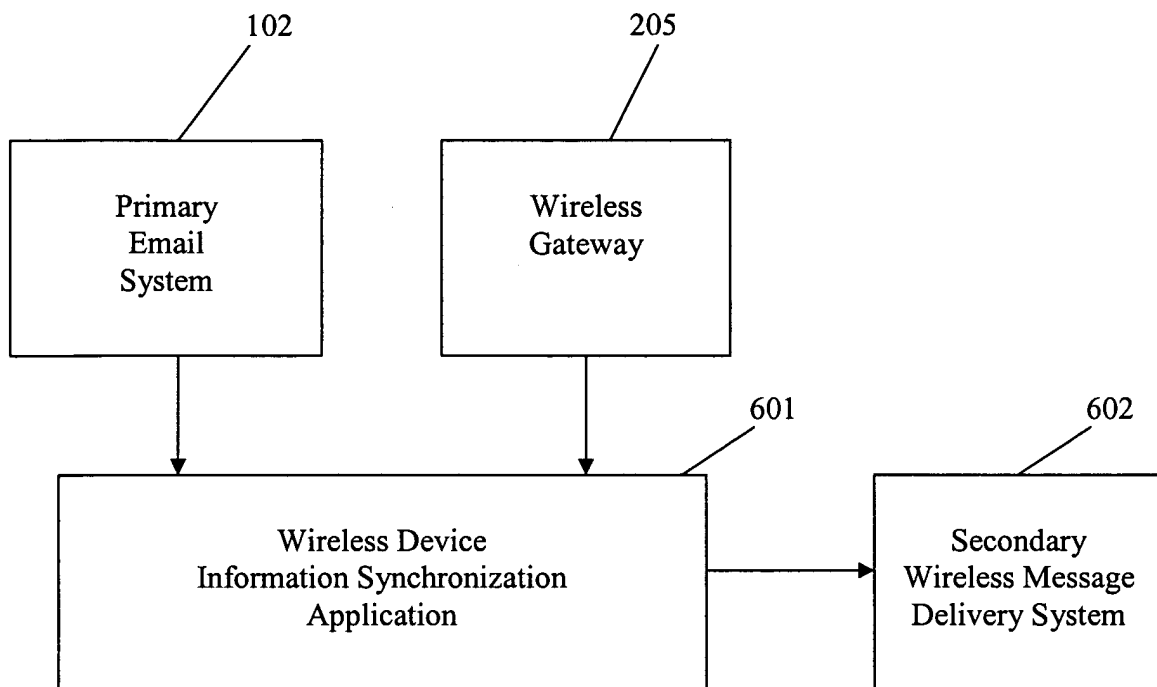 102
205
Primary
Email
System
Wireless
Gateway
601
602
Wireless Device
Information Synchronization
Application
Secondary
Wireless Message
Delivery System